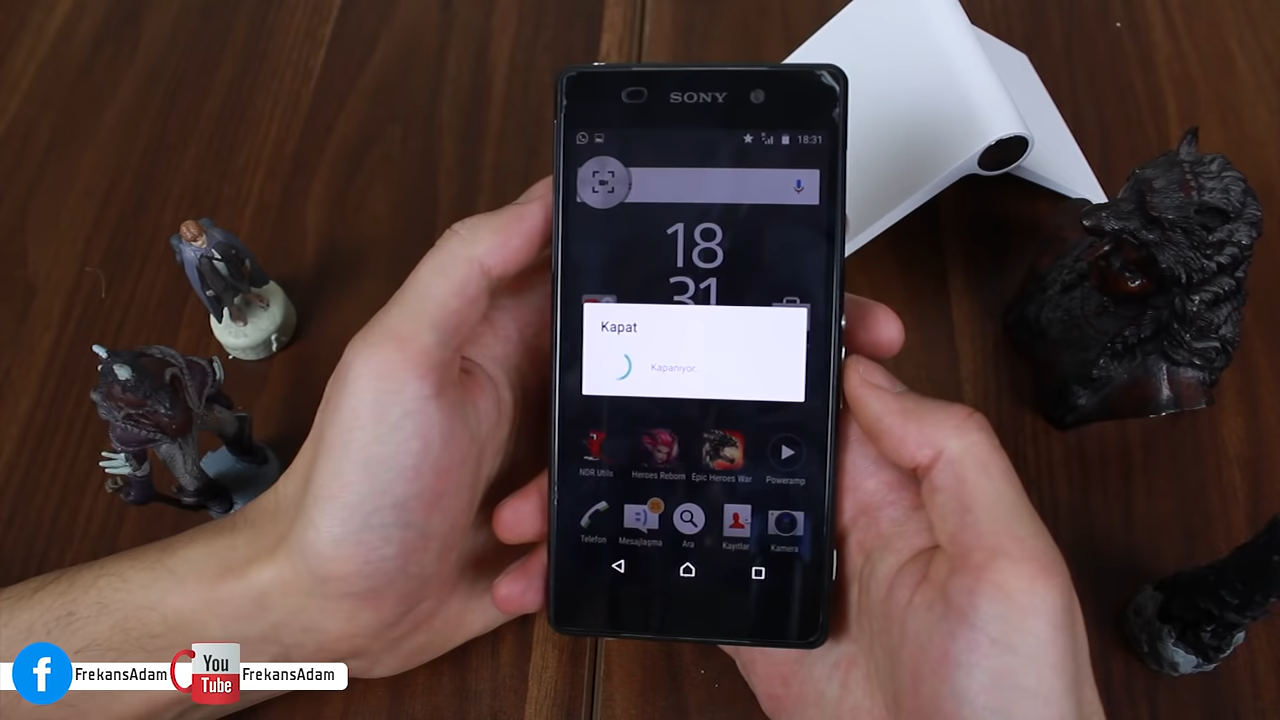 SONY
18:31
18
31
Kapat
Kapanıyor...
NDR Utils
Heroes Reborn
Epic Heroes War
Poweramp
25
Telefon
Mesajlaşma
Ara
Kayıtlar
Kamera
f
FrekansAdam
You
Tube
FrekansAdam